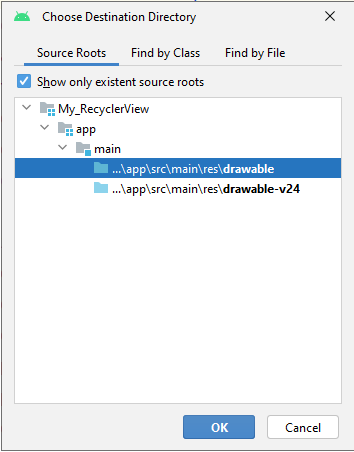 Choose Destination Directory
Source Roots Find by Class Find by File
Show only existent source roots
My_RecyclerView
app
main
...\app\src\main\res\drawable
...\app\src\main\res\drawable-v24
OK Cancel